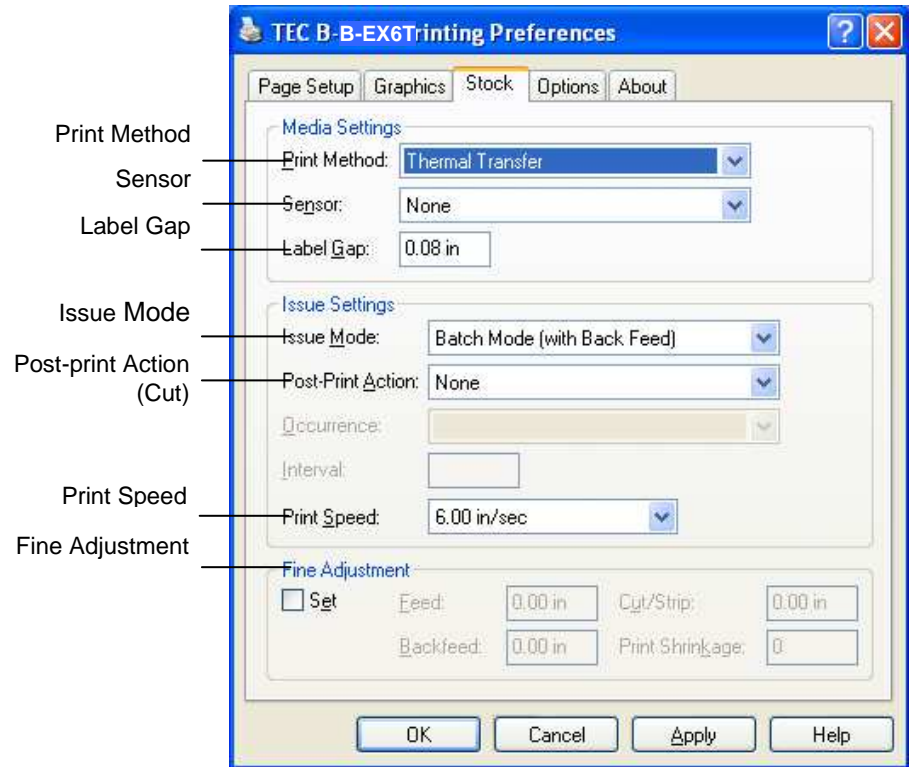 TEC B-B-EX6Trinting Preferences
Page Setup Graphics Stock Options About
Media Settings
Print Method
Print Method: Thermal Transfer
Sensor
Sensor: None
Label Gap
Label Gap: 0.08 in
Issue Settings
Issue Mode
Issue Mode: Batch Mode (with Back Feed)
Post-print Action
(Cut)
Post-Print Action: None
Occurrence:
Interval:
Print Speed
Print Speed: 6.00 in/sec
Fine Adjustment
Fine Adjustment
Set Feed: 0.00 in Cut/Strip: 0.00 in
Backfeed: 0.00 in Print Shrinkage: 0
OK Cancel Apply Help